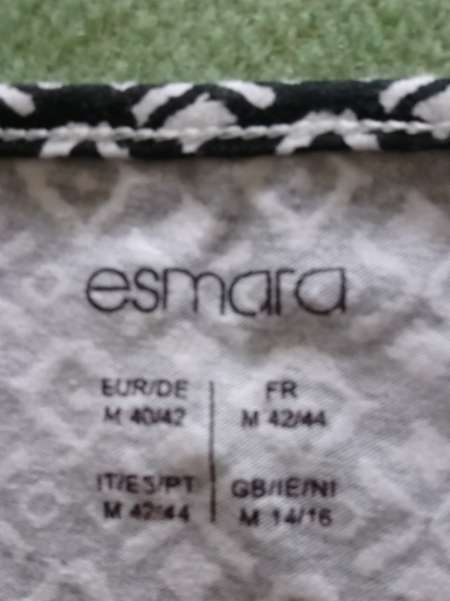 esmara
EUR/DE
M 40/42
FR
M 42/44
IT/ES/PT
M 42/44
GB/IE/NI
M 14/16